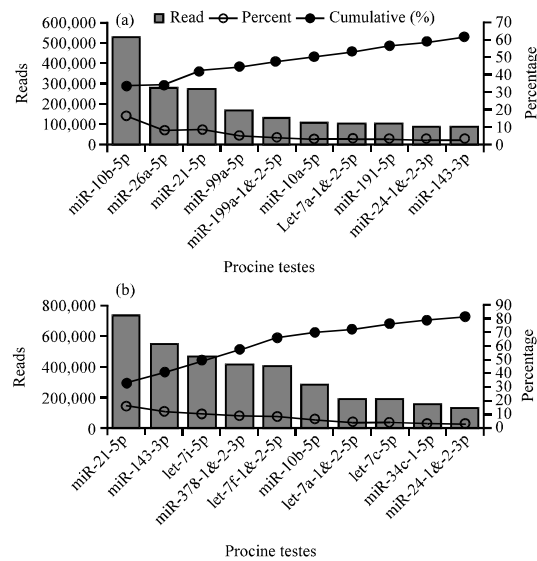 (a)
Read Percent Cumulative (%)
600,000
500,000
400,000
300,000
200,000
100,000
0
Reads
70
60
50
40
30
20
10
0
Percentage
miR-10b-5p
miR-26a-5p
miR-21-5p
miR-99a-5p
miR-199a-1&-2-5p
miR-10a-5p
Let-7a-1&-2-5p
miR-191-5p
miR-24-1&-2-3p
miR-143-3p
Procine testes
(b)
800,000
600,000
400,000
200,000
0
Reads
90
80
70
60
50
40
30
20
10
0
Percentage
miR-21-5p
miR-143-3p
let-7i-5p
miR-378-1&-2-3p
let-7f-1&-2-5p
miR-10b-5p
let-7a-1&-2-5p
let-7c-5p
miR-34c-1-5p
miR-24-1&-2-3p
Procine testes